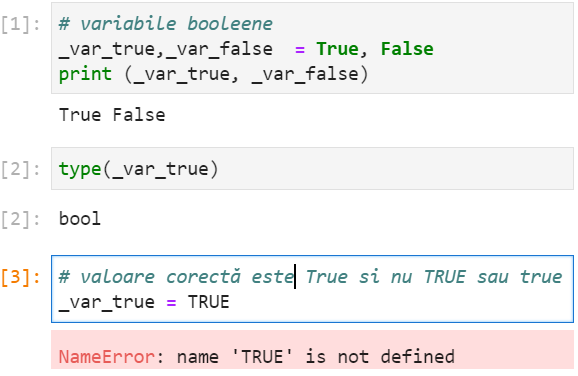 [1]: # variabile booleene
_var_true,_var_false = True, False
print (_var_true, _var_false)
True False
[2]: type(_var_true)
[2]: bool
[3]: # valoare corectă este True si nu TRUE sau true
_var_true = TRUE
NameError: name 'TRUE' is not defined